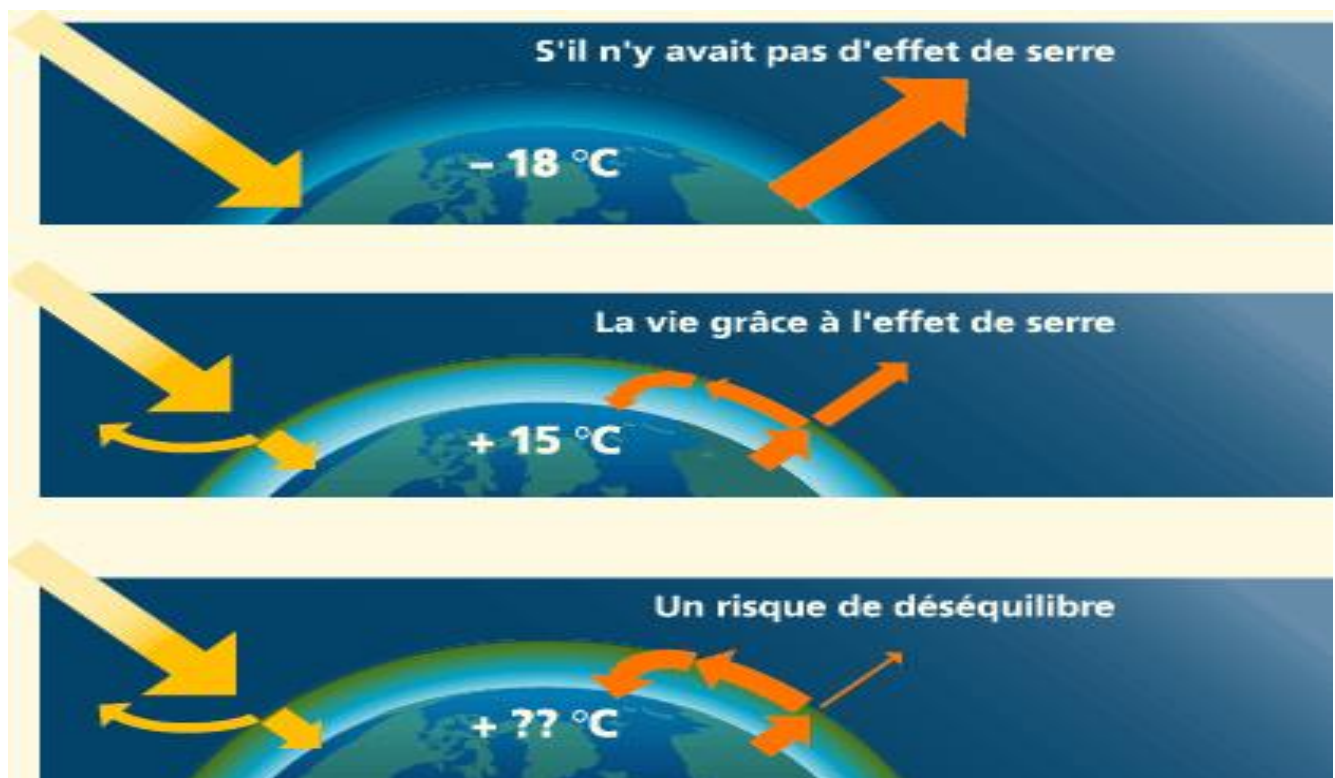 S'il n'y avait pas d'effet de serre
– 18 °C
La vie grâce à l'effet de serre
+ 15 °C
Un risque de déséquilibre
+ ?? °C